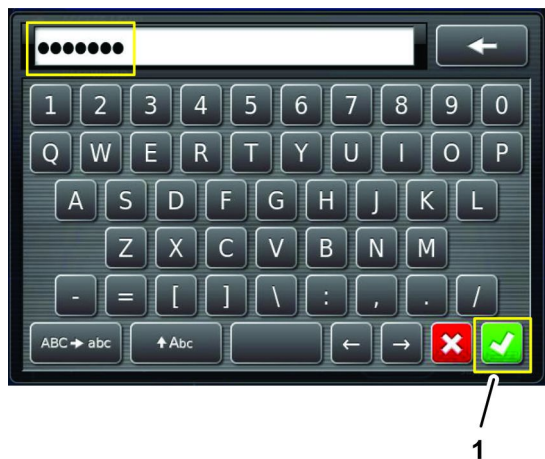 ●●●●●●●
←
1 2 3 4 5 6 7 8 9 0
Q W E R T Y U I O P
A S D F G H J K L
Z X C V B N M
- = [ ] \ : , . /
ABC→abc ↑Abc ← →
1